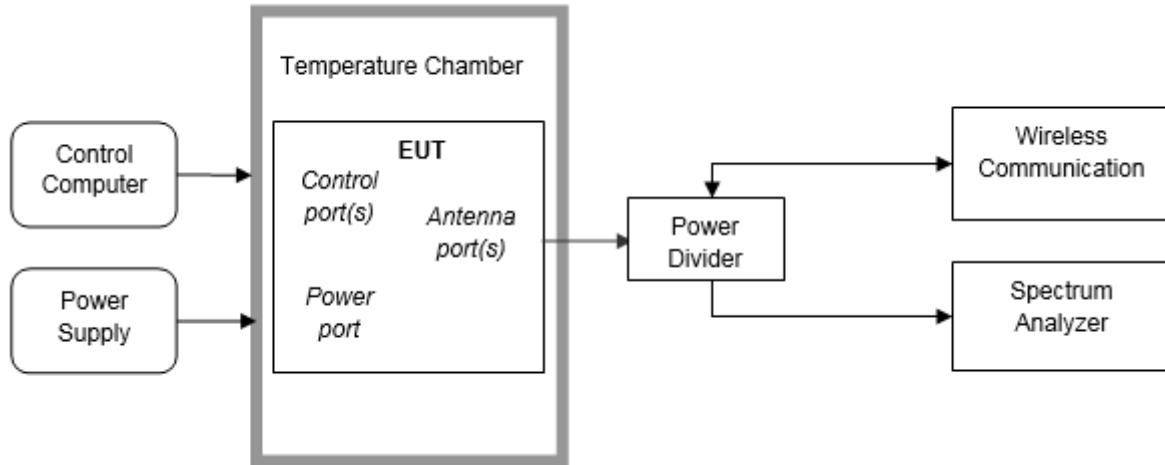 Temperature Chamber
Control
Computer
EUT
Control
port(s)
Antenna
port(s)
Power
port
Power
Supply
Power
Divider
Wireless
Communication
Spectrum
Analyzer